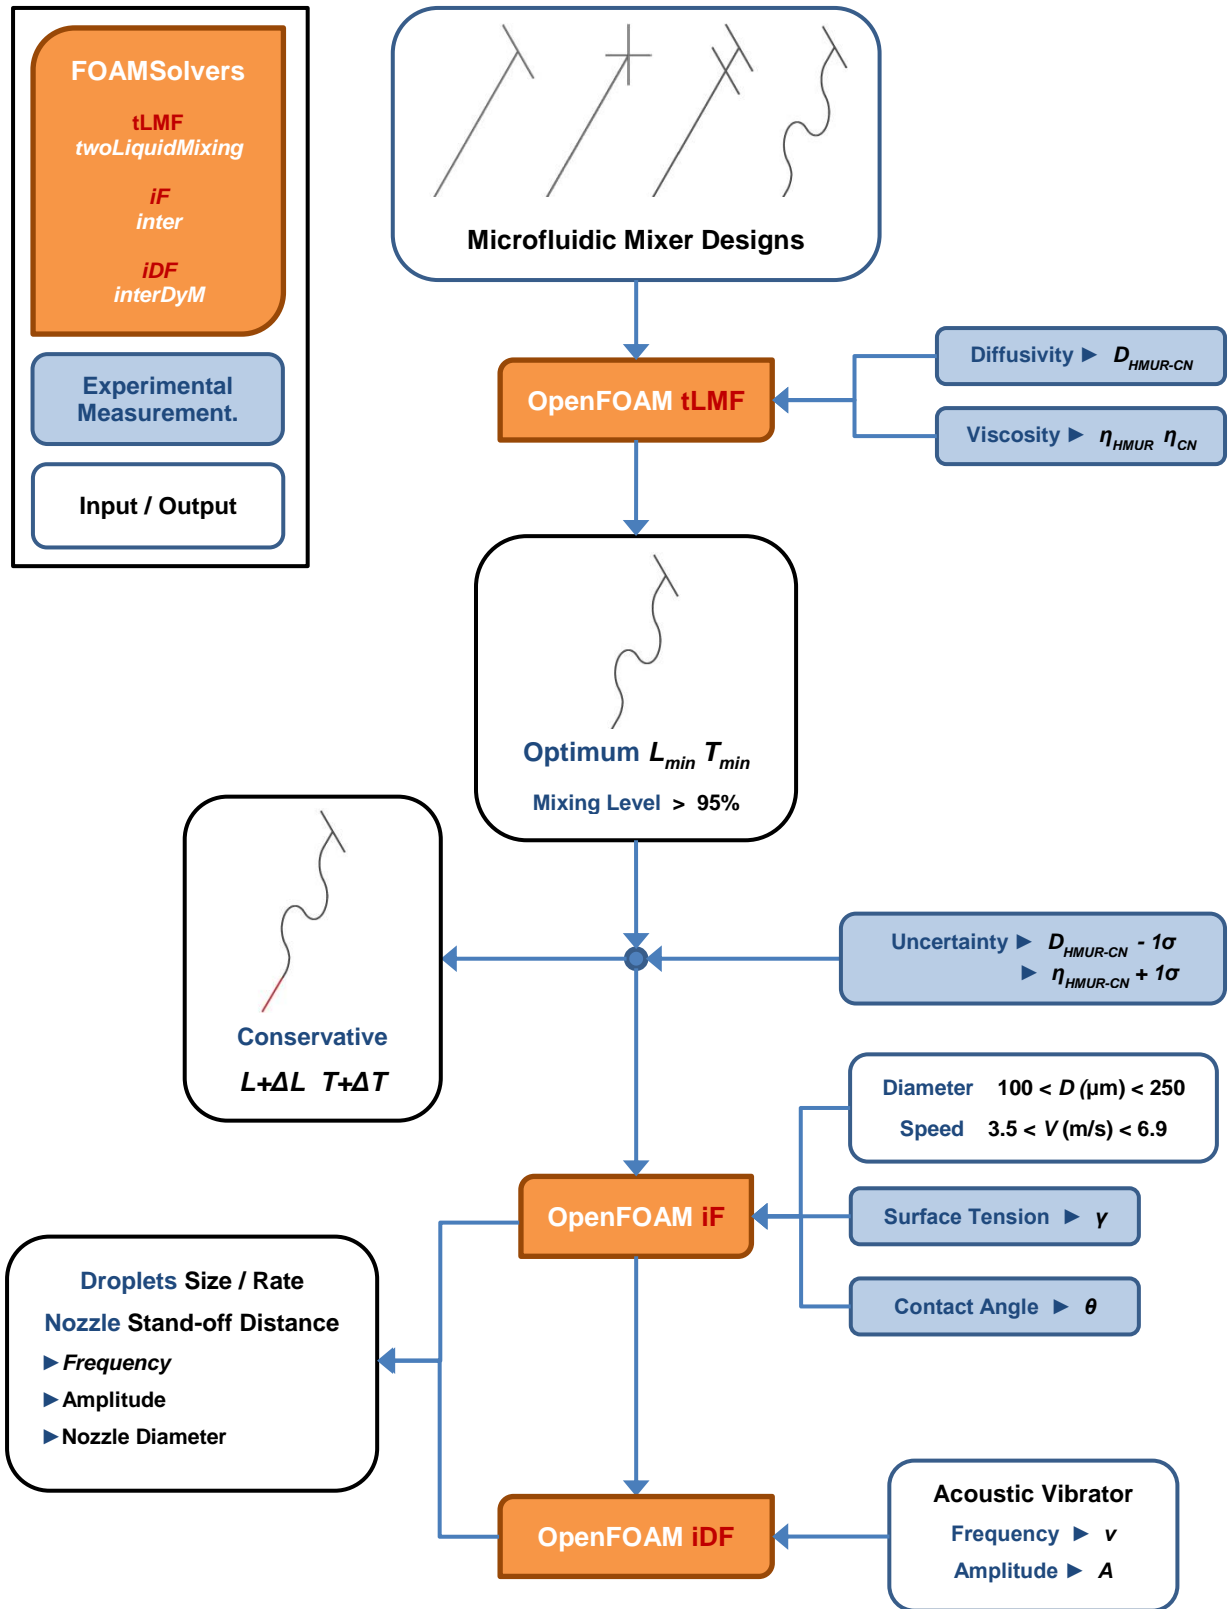 FOAMSolvers
tLMF
twoLiquidMixing
iF
inter
iDF
interDyM
Experimental
Measurement.
Input / Output
Microfluidic Mixer Designs
OpenFOAM tLMF
Diffusivity ► D_HMUR-CN
Viscosity ► η_HMUR η_CN
Optimum L_min T_min
Mixing Level > 95%
Conservative
L+ΔL T+ΔT
Uncertainty ► D_HMUR-CN - 1σ
► η_HMUR-CN + 1σ
Diameter 100 < D (µm) < 250
Speed 3.5 < V (m/s) < 6.9
OpenFOAM iF
Surface Tension ► γ
Contact Angle ► θ
Droplets Size / Rate
Nozzle Stand-off Distance
►Frequency
►Amplitude
►Nozzle Diameter
OpenFOAM iDF
Acoustic Vibrator
Frequency ► ν
Amplitude ► A